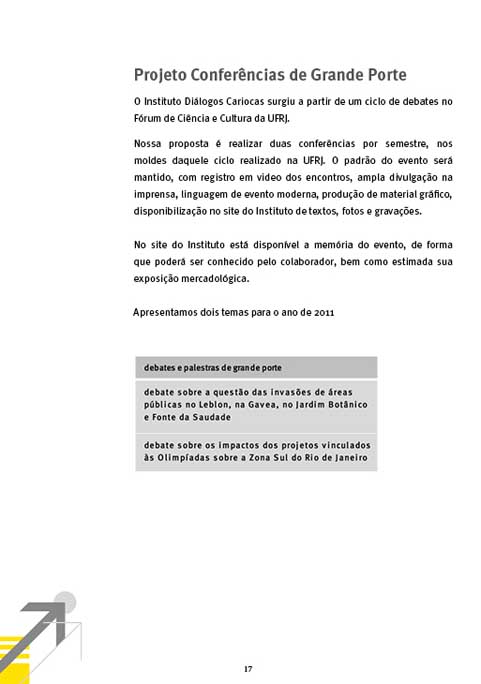 Projeto Conferências de Grande Porte
O Instituto Diálogos Cariocas surgiu a partir de um ciclo de debates no
Fórum de Ciência e Cultura da UFRJ.
Nossa proposta é realizar duas conferências por semestre, nos
moldes daquele ciclo realizado na UFRJ. O padrão do evento será
mantido, com registro em video dos encontros, ampla divulgação na
imprensa, linguagem de evento moderna, produção de material gráfico,
disponibilização no site do Instituto de textos, fotos e gravações.
No site do Instituto está disponível a memória do evento, de forma
que poderá ser conhecido pelo colaborador, bem como estimada sua
exposição mercadológica.
Apresentamos dois temas para o ano de 2011
debates e palestras de grande porte
debate sobre a questão das invasões de áreas
públicas no Leblon, na Gavea, no Jardim Botânico
e Fonte da Saudade
debate sobre os impactos dos projetos vinculados
às Olimpíadas sobre a Zona Sul do Rio de Janeiro
17